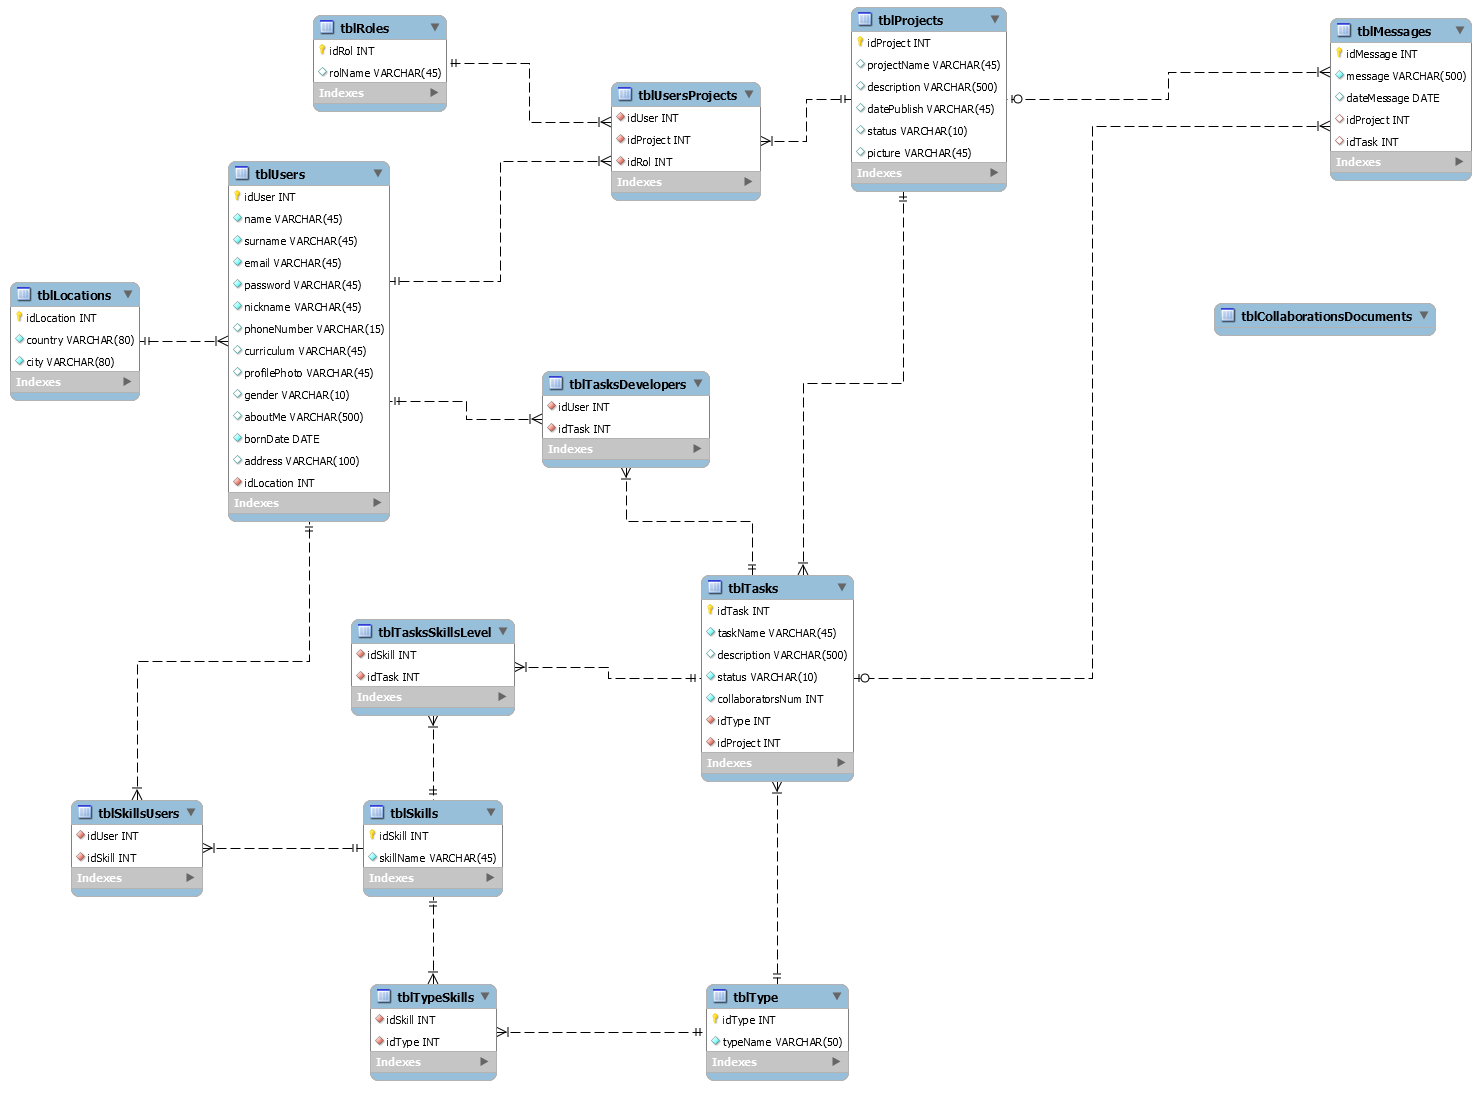 tblRoles
idRol INT
rolName VARCHAR(45)
Indexes
tblProjects
idProject INT
projectName VARCHAR(45)
description VARCHAR(500)
datePublish VARCHAR(45)
status VARCHAR(10)
picture VARCHAR(45)
Indexes
tblMessages
idMessage INT
message VARCHAR(500)
dateMessage DATE
idProject INT
idTask INT
Indexes
tblUsersProjects
idUser INT
idProject INT
idRol INT
Indexes
tblUsers
idUser INT
name VARCHAR(45)
surname VARCHAR(45)
email VARCHAR(45)
password VARCHAR(45)
nickname VARCHAR(45)
phoneNumber VARCHAR(15)
curriculum VARCHAR(45)
profilePhoto VARCHAR(45)
gender VARCHAR(10)
aboutMe VARCHAR(500)
bornDate DATE
address VARCHAR(100)
idLocation INT
Indexes
tblLocations
idLocation INT
country VARCHAR(80)
city VARCHAR(80)
Indexes
tblCollaborationsDocuments
tblTasksDevelopers
idUser INT
idTask INT
Indexes
tblTasks
idTask INT
taskName VARCHAR(45)
description VARCHAR(500)
status VARCHAR(10)
collaboratorsNum INT
idType INT
idProject INT
Indexes
tblTasksSkillsLevel
idSkill INT
idTask INT
Indexes
tblSkillsUsers
idUser INT
idSkill INT
Indexes
tblSkills
idSkill INT
skillName VARCHAR(45)
Indexes
tblTypeSkills
idSkill INT
idType INT
Indexes
tblType
idType INT
typeName VARCHAR(50)
Indexes